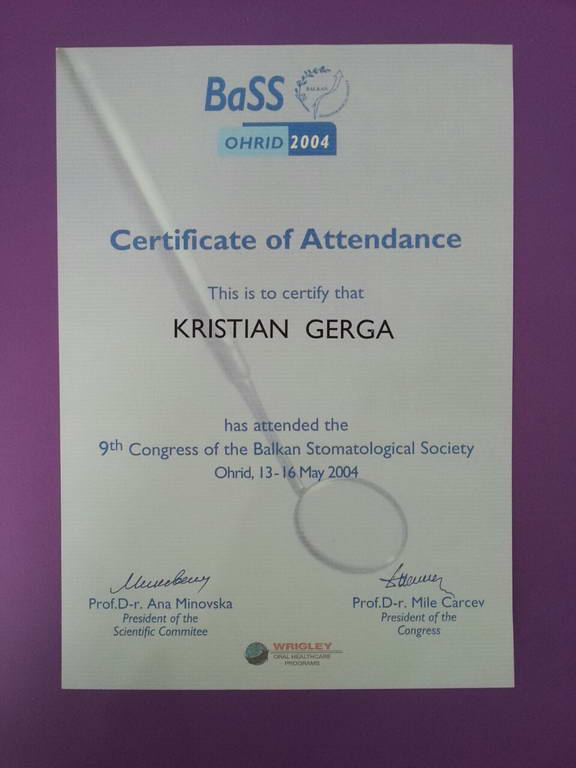 BaSS
BALKAN
OHRID 2004
Certificate of Attendance
This is to certify that
KRISTIAN GERGA
has attended the
9th Congress of the Balkan Stomatological Society
Ohrid, 13-16 May 2004
Prof.D-r. Ana Minovska
President of the
Scientific Commitee
Prof.D-r. Mile Carcev
President of the
Congress
WRIGLEY
ORAL HEALTHCARE
PROGRAMS